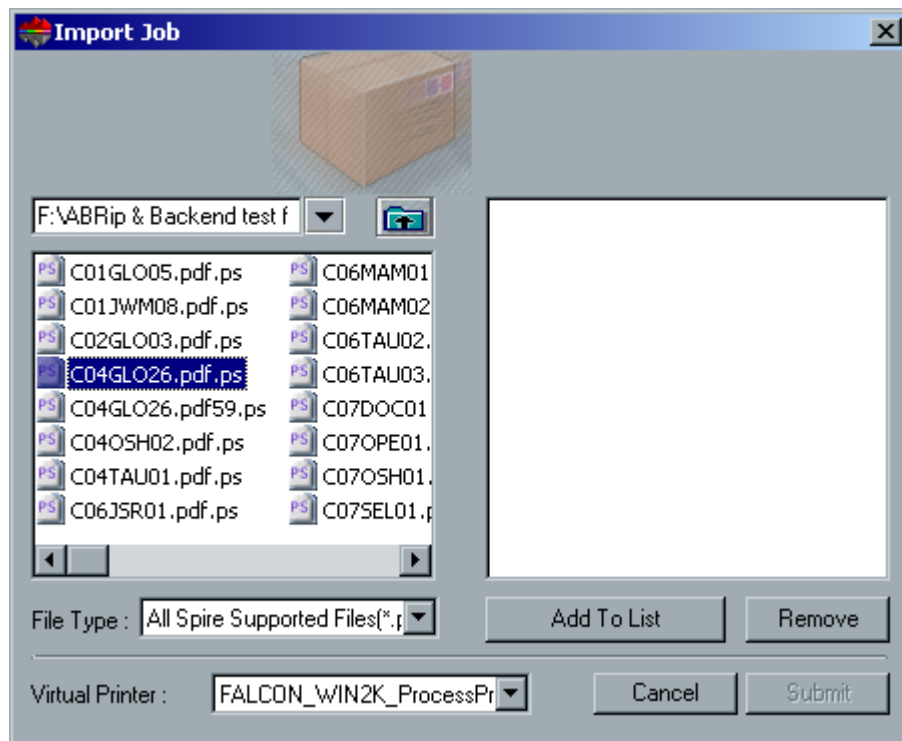 Import Job
F:\ABRip & Backend test f
C01GLO05.pdf.ps
C01JWM08.pdf.ps
C02GLO03.pdf.ps
C04GLO26.pdf.ps
C04GLO26.pdf59.ps
C04OSH02.pdf.ps
C04TAU01.pdf.ps
C06JSR01.pdf.ps
C06MAM01
C06MAM02
C06TAU02.
C06TAU03.
C07DOC01
C07OPE01.
C07OSH01.
C07SEL01.p
File Type : All Spire Supported Files(*.p
Add To List Remove
Virtual Printer : FALCON_WIN2K_ProcessPr
Cancel Submit